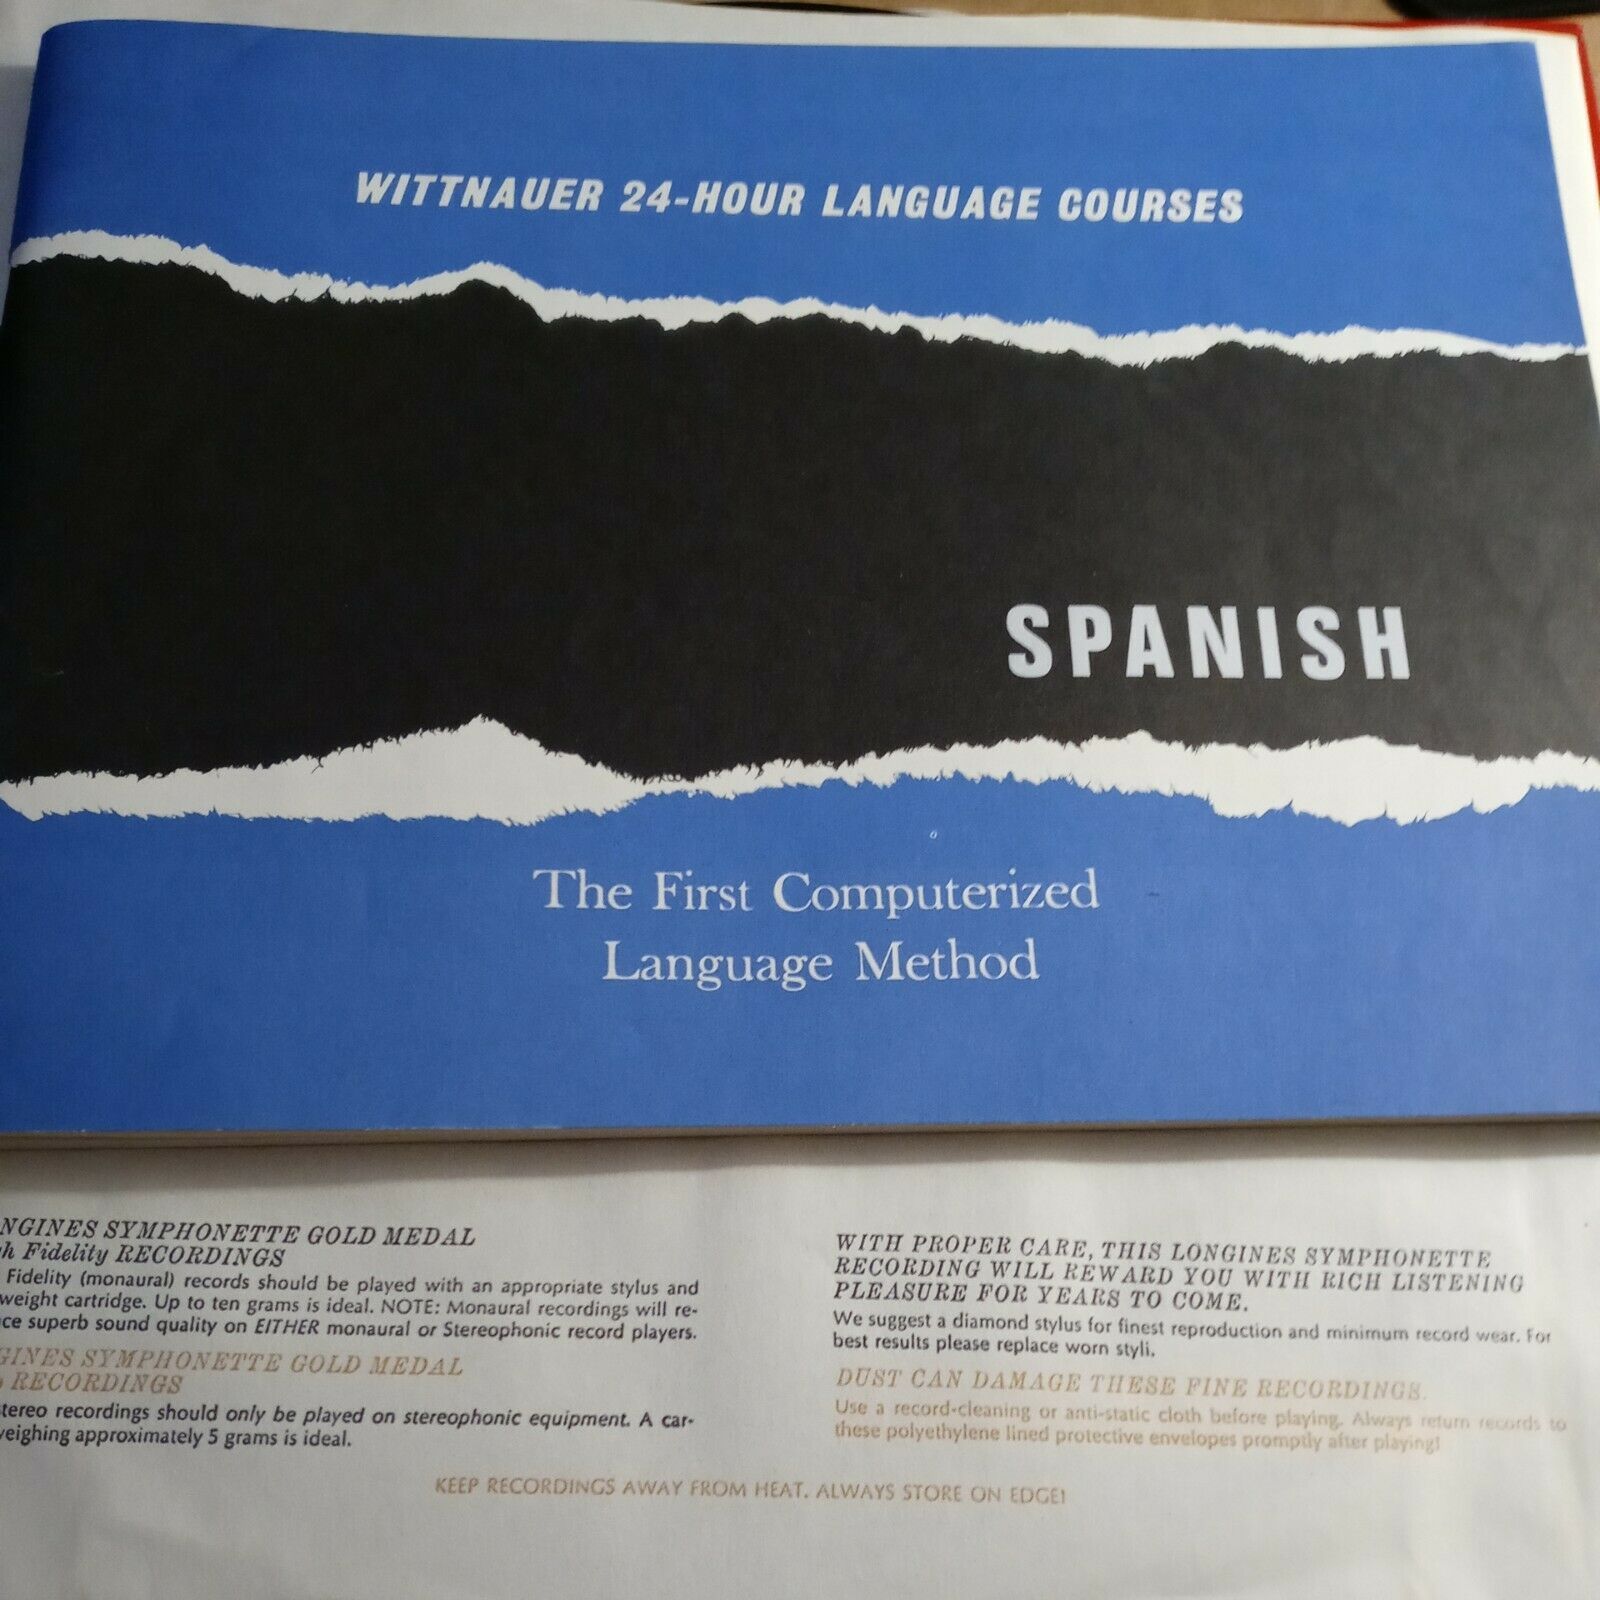 WITTNAUER 24-HOUR LANGUAGE COURSES
SPANISH
The First Computerized
Language Method
NGINES SYMPHONETTE GOLD MEDAL
h Fidelity RECORDINGS
Fidelity (monaural) records should be played with an appropriate stylus and
weight cartridge. Up to ten grams is ideal. NOTE: Monaural recordings will re-
ce superb sound quality on EITHER monaural or Stereophonic record players.
GINES SYMPHONETTE GOLD MEDAL
RECORDINGS
tereo recordings should only be played on stereophonic equipment. A car-
eighing approximately 5 grams is ideal.
WITH PROPER CARE, THIS LONGINES SYMPHONETTE
RECORDING WILL REWARD YOU WITH RICH LISTENING
PLEASURE FOR YEARS TO COME.
We suggest a diamond stylus for finest reproduction and minimum record wear. For
best results please replace worn styli.
DUST CAN DAMAGE THESE FINE RECORDINGS.
Use a record-cleaning or anti-static cloth before playing. Always return records to
these polyethylene lined protective envelopes promptly after playing!
KEEP RECORDINGS AWAY FROM HEAT. ALWAYS STORE ON EDGE!